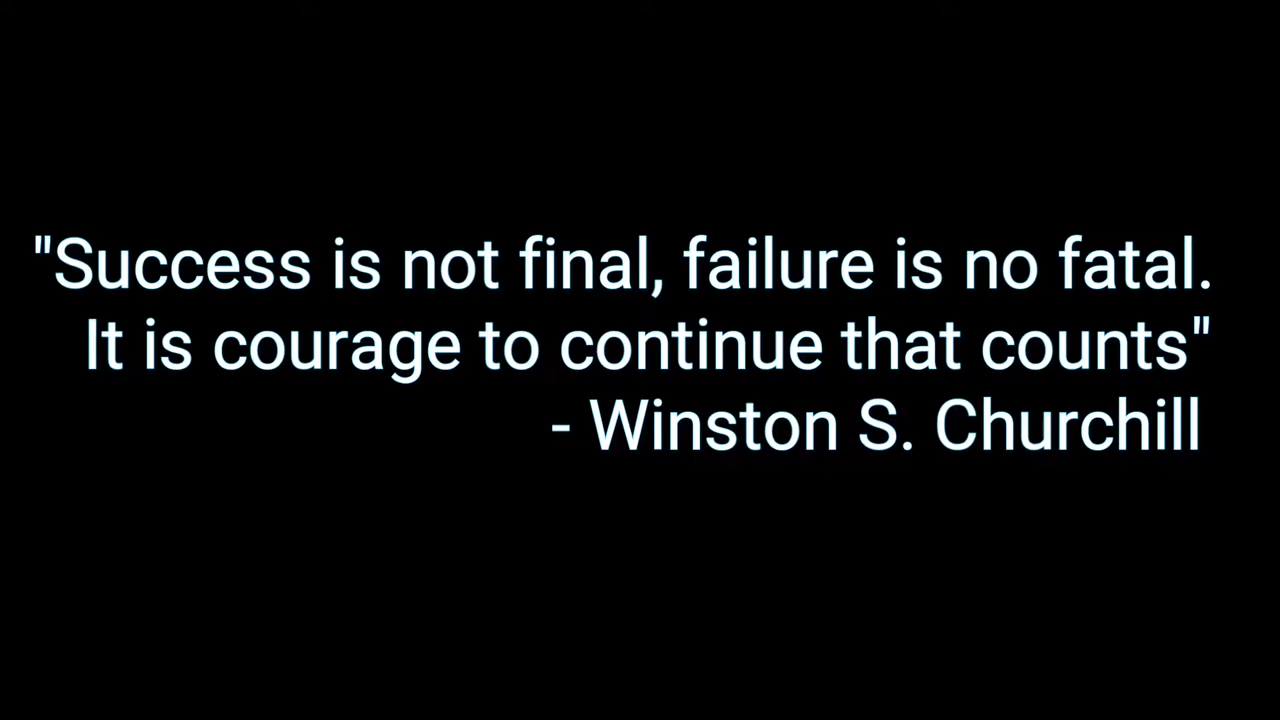 "Success is not final, failure is no fatal.
It is courage to continue that counts"
- Winston S. Churchill